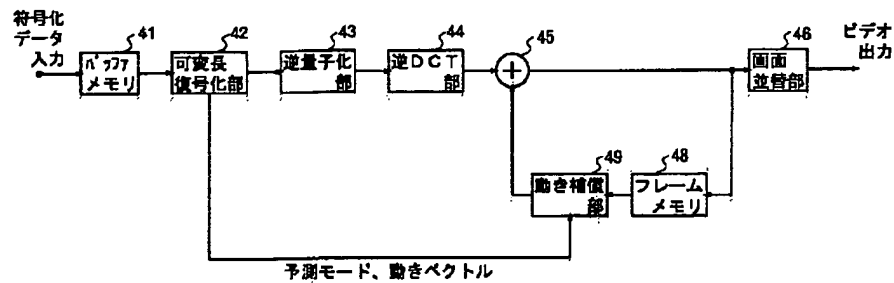 符号化
データ
入力
41
バッファ
メモリ
42
可変長
復号化部
43
逆量子化
部
44
逆DCT
部
45
46
画面
並替部
ビデオ
出力
49
動き補償
部
48
フレーム
メモリ
予測モード、動きベクトル